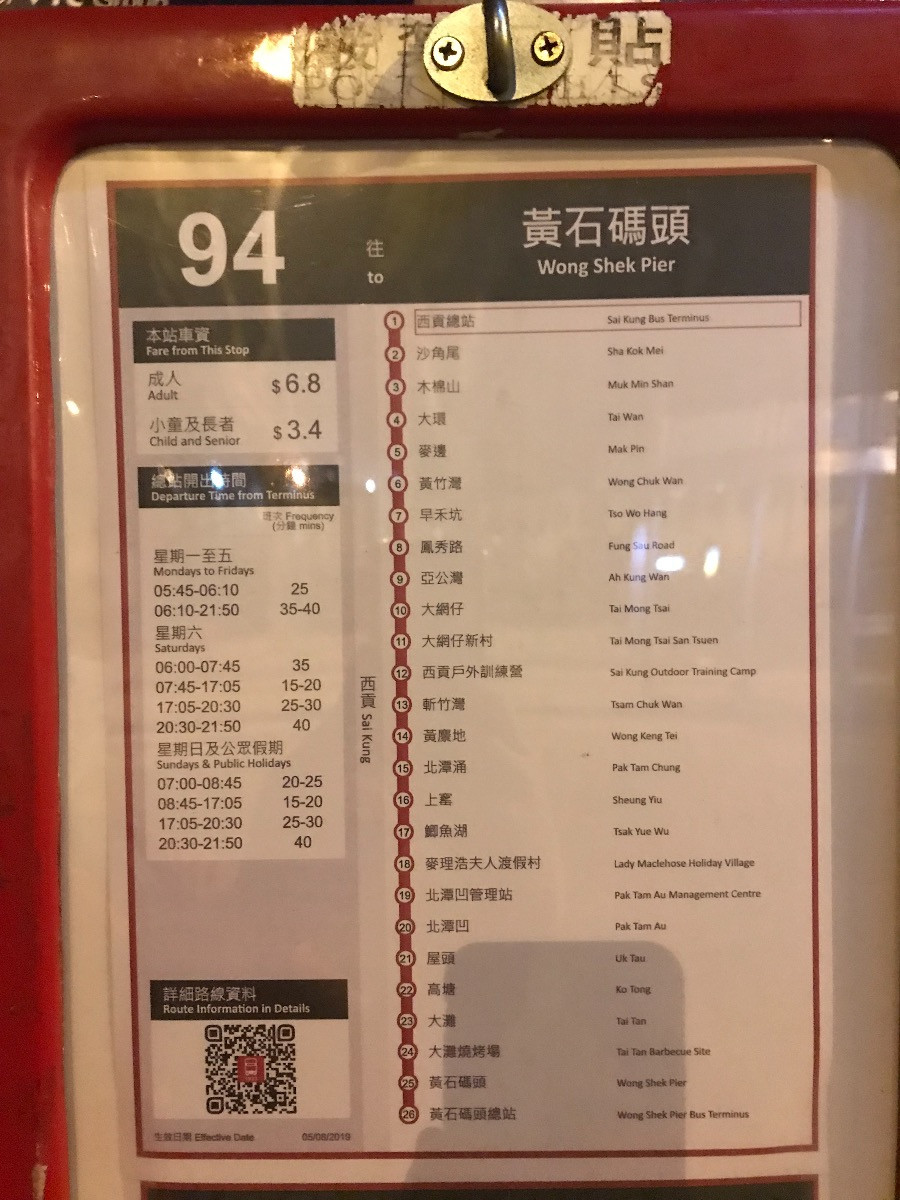 貼
94
往
to
黃石碼頭
Wong Shek Pier
本站車資
Fare from This Stop
成人
Adult
$ 6.8
小童及長者
Child and Senior
$ 3.4
總站開出時間
Departure Time from Terminus
班次 Frequency
(分鐘 mins)
星期一至五
Mondays to Fridays
05:45-06:10 25
06:10-21:50 35-40
星期六
Saturdays
06:00-07:45 35
07:45-17:05 15-20
17:05-20:30 25-30
20:30-21:50 40
星期日及公眾假期
Sundays & Public Holidays
07:00-08:45 20-25
08:45-17:05 15-20
17:05-20:30 25-30
20:30-21:50 40
詳細路線資料
Route Information in Details
生效日期 Effective Date 05/08/2019
西貢 Sai Kung
1 西貢總站 Sai Kung Bus Terminus
2 沙角尾 Sha Kok Mei
3 木棉山 Muk Min Shan
4 大環 Tai Wan
5 麥邊 Mak Pin
6 黃竹灣 Wong Chuk Wan
7 早禾坑 Tso Wo Hang
8 鳳秀路 Fung Sau Road
9 亞公灣 Ah Kung Wan
10 大網仔 Tai Mong Tsai
11 大網仔新村 Tai Mong Tsai San Tsuen
12 西貢戶外訓練營 Sai Kung Outdoor Training Camp
13 斬竹灣 Tsam Chuk Wan
14 黃麖地 Wong Keng Tei
15 北潭涌 Pak Tam Chung
16 上窰 Sheung Yiu
17 鯽魚湖 Tsak Yue Wu
18 麥理浩夫人渡假村 Lady Maclehose Holiday Village
19 北潭凹管理站 Pak Tam Au Management Centre
20 北潭凹 Pak Tam Au
21 屋頭 Uk Tau
22 高塘 Ko Tong
23 大灘 Tai Tan
24 大灘燒烤場 Tai Tan Barbecue Site
25 黃石碼頭 Wong Shek Pier
26 黃石碼頭總站 Wong Shek Pier Bus Terminus